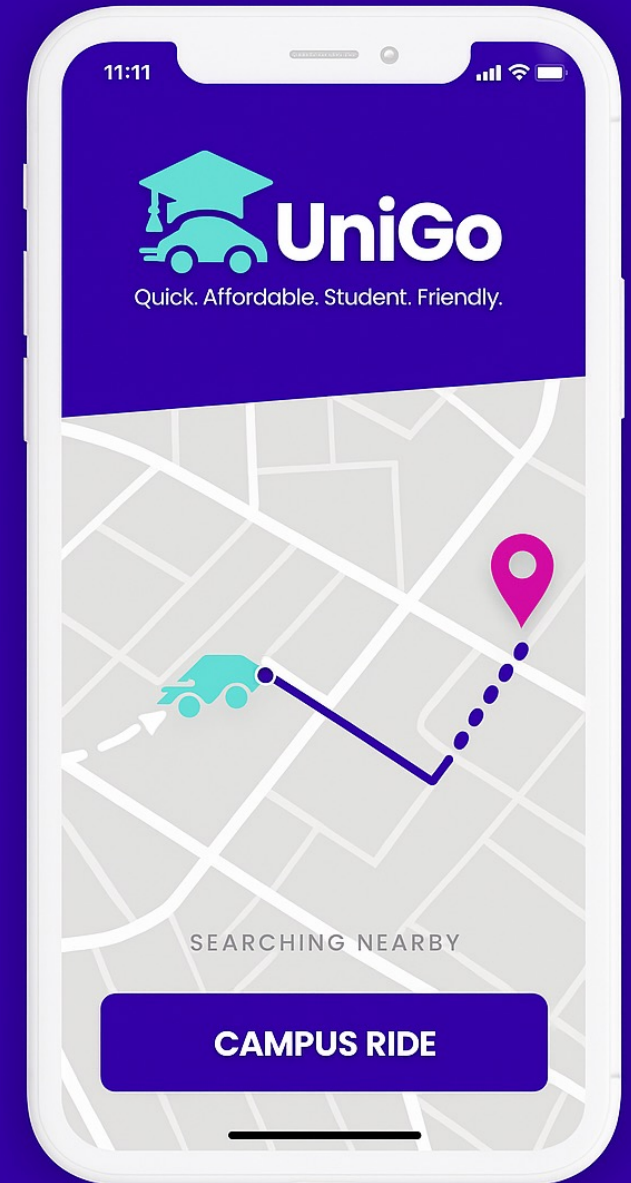 11:11
UniGo
Quick. Affordable. Student. Friendly.
SEARCHING NEARBY
CAMPUS RIDE